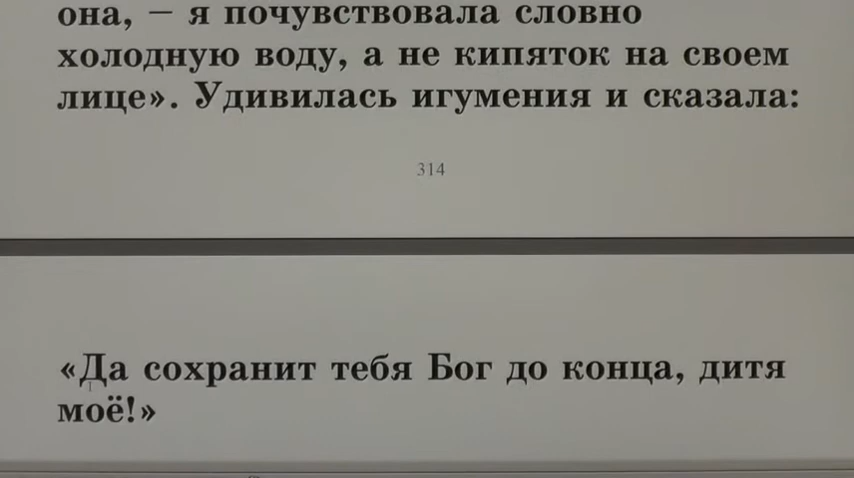 она, — я почувствовала словно
холодную воду, а не кипяток на своем
лице». Удивилась игумения и сказала:
314
«Да сохранит тебя Бог до конца, дитя
моё!»